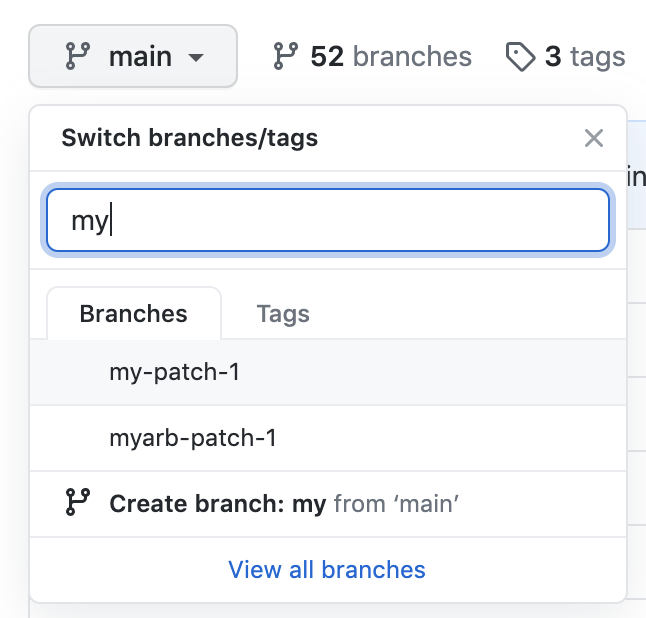 main 52 branches 3 tags
Switch branches/tags
in
my
Branches Tags
my-patch-1
myarb-patch-1
Create branch: my from ‘main’
View all branches